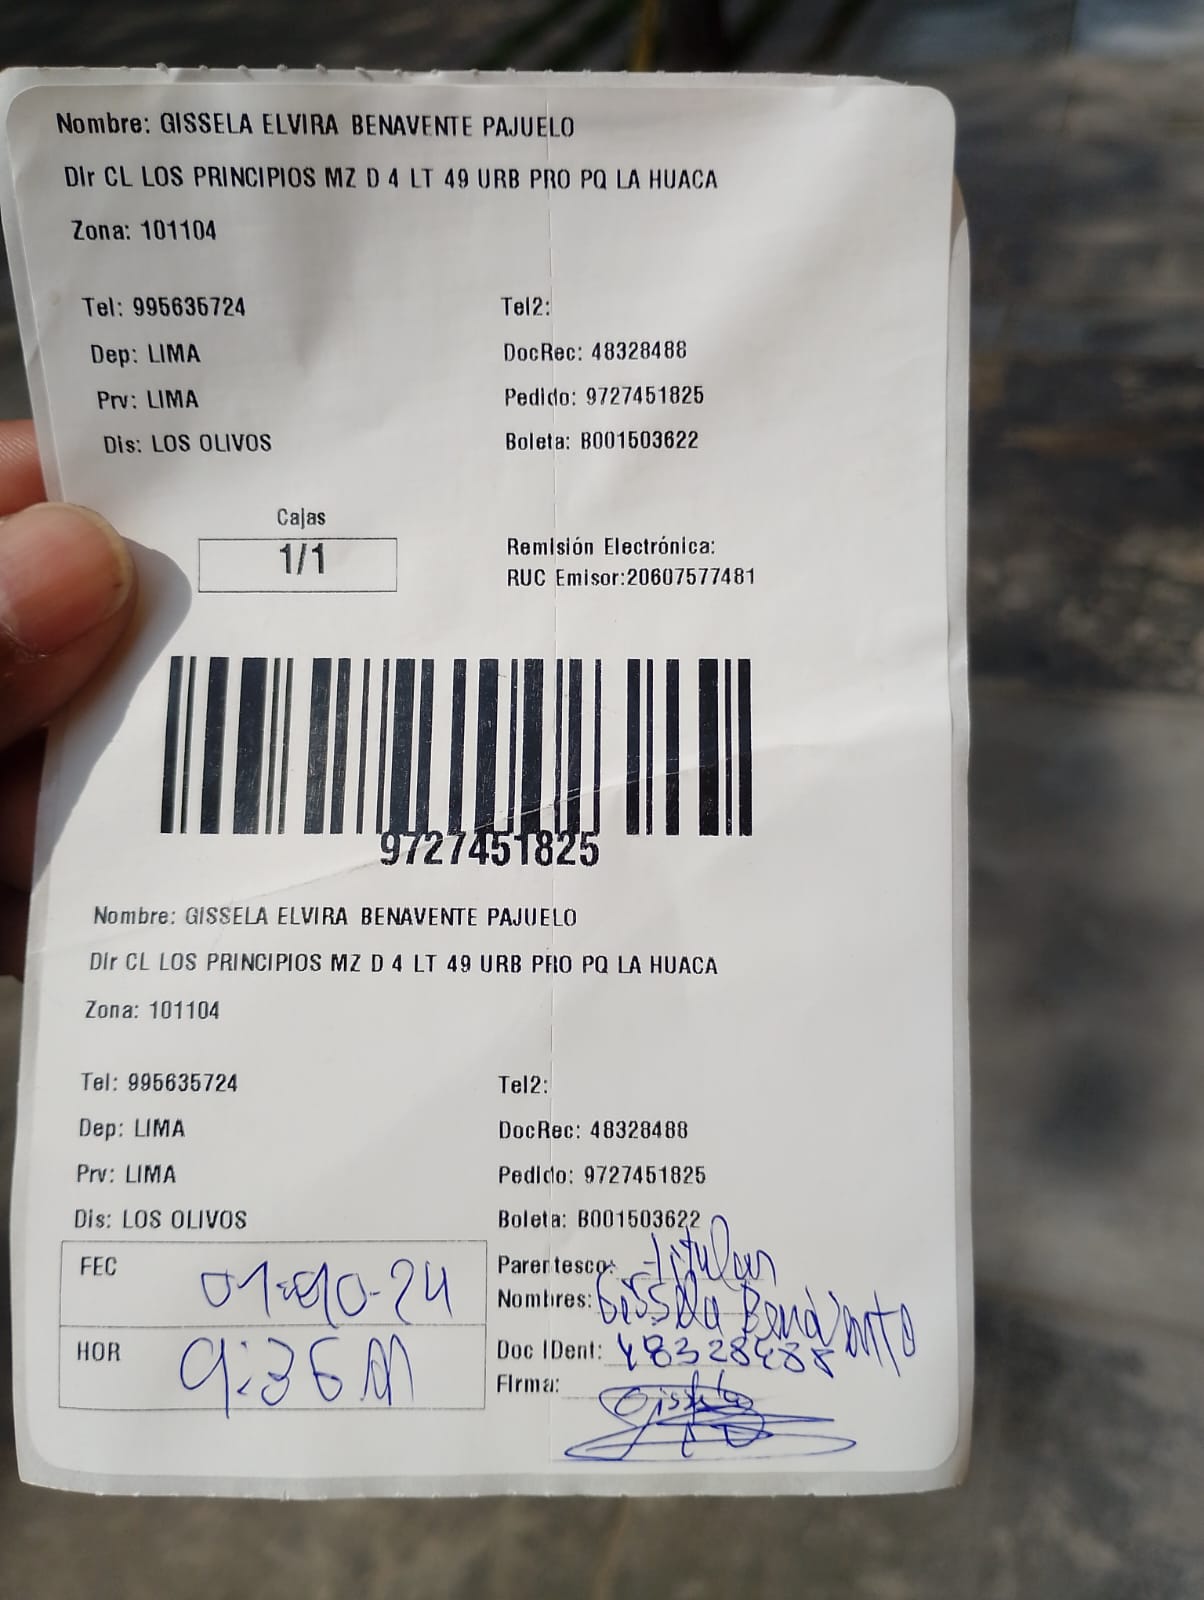 Nombre: GISSELA ELVIRA BENAVENTE PAJUELO
Dir CL LOS PRINCIPIOS MZ D 4 LT 49 URB PRO PQ LA HUACA
Zona: 101104
Tel: 995635724 Tel2:
Dep: LIMA DocRec: 48328488
Prv: LIMA Pedido: 9727451825
Dis: LOS OLIVOS Boleta: B001503622
Cajas
1/1
Remisión Electrónica:
RUC Emisor:20607577481
9727451825
Nombre: GISSELA ELVIRA BENAVENTE PAJUELO
Dir CL LOS PRINCIPIOS MZ D 4 LT 49 URB PRO PQ LA HUACA
Zona: 101104
Tel: 995635724 Tel2:
Dep: LIMA DocRec: 48328488
Prv: LIMA Pedido: 9727451825
Dis: LOS OLIVOS Boleta: B001503622
FEC 01-10-24
HOR 9:36
Parentesco: titular
Nombres: Gissela Benavente
Doc IDent: 48328488
Firma: